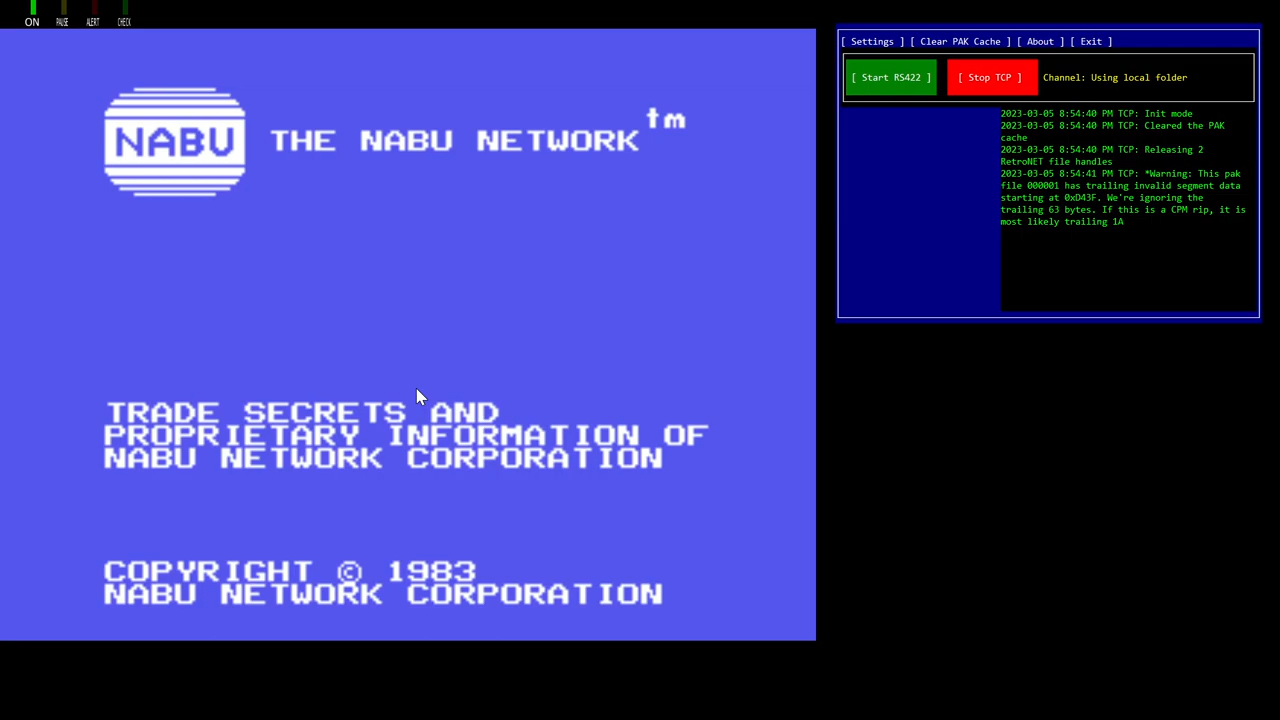 ON PAUSE ALERT CHECK
NABU THE NABU NETWORK tm
TRADE SECRETS AND
PROPRIETARY INFORMATION OF
NABU NETWORK CORPORATION
COPYRIGHT © 1983
NABU NETWORK CORPORATION
[ Settings ] [ Clear PAK Cache ] [ About ] [ Exit ]
[ Start RS422 ] [ Stop TCP ] Channel: Using local folder
2023-03-05 8:54:40 PM TCP: Init mode
2023-03-05 8:54:40 PM TCP: Cleared the PAK
cache
2023-03-05 8:54:40 PM TCP: Releasing 2
RetroNET file handles
2023-03-05 8:54:41 PM TCP: *Warning: This pak
file 000001 has trailing invalid segment data
starting at 0xD43F. We're ignoring the
trailing 63 bytes. If this is a CPM rip, it is
most likely trailing 1A